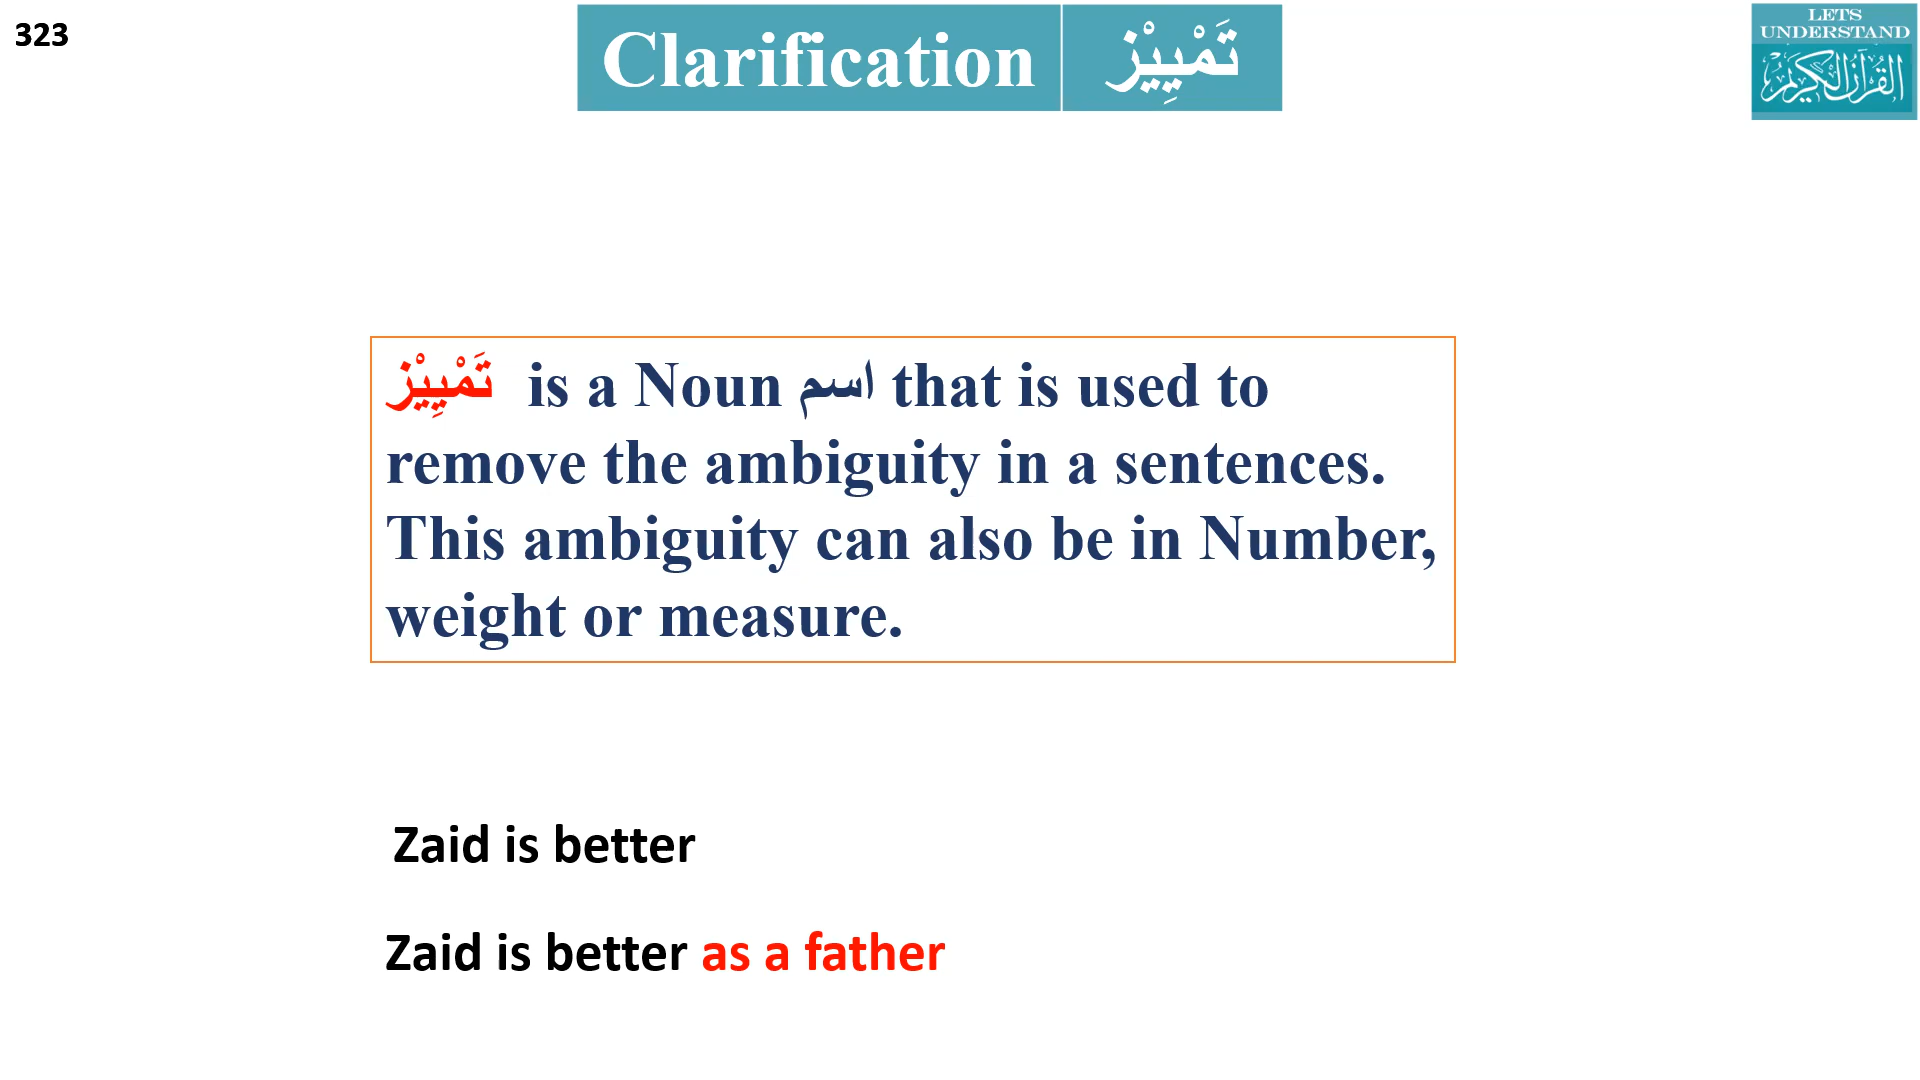 323
Clarification تَمْيِيْز
LETS
UNDERSTAND
القرآن الكريم
تَمْيِيْز is a Noun اسم that is used to
remove the ambiguity in a sentences.
This ambiguity can also be in Number,
weight or measure.
Zaid is better
Zaid is better as a father